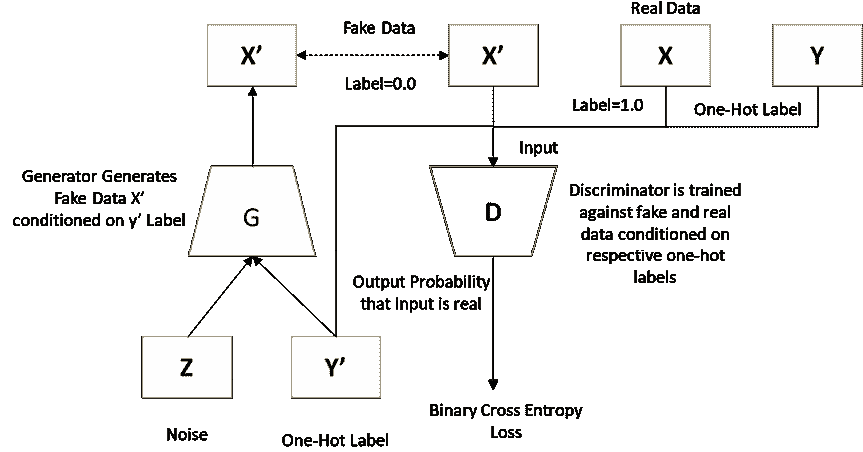 Real Data
Fake Data
X’
X’
X
Y
Label=0.0
Label=1.0
One-Hot Label
Input
Generator Generates
Fake Data X’
conditioned on y’ Label
G
D
Discriminator is trained
against fake and real
data conditioned on
respective one-hot
labels
Output Probability
that Input is real
Z
Y’
Noise
One-Hot Label
Binary Cross Entropy
Loss